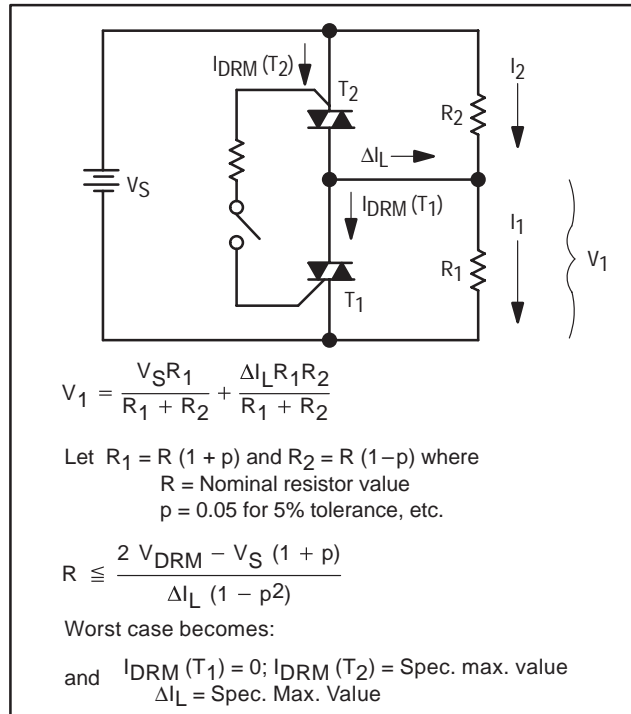 I_DRM (T_2)
T_2
I_2
R_2
ΔI_L
V_S
I_DRM (T_1)
I_1
R_1
V_1
T_1
V_1 = V_S R_1 / (R_1 + R_2) + ΔI_L R_1 R_2 / (R_1 + R_2)
Let R_1 = R (1 + p) and R_2 = R (1–p) where
R = Nominal resistor value
p = 0.05 for 5% tolerance, etc.
R ≦ (2 V_DRM – V_S (1 + p)) / (ΔI_L (1 – p^2))
Worst case becomes:
and I_DRM (T_1) = 0; I_DRM (T_2) = Spec. max. value
ΔI_L = Spec. Max. Value